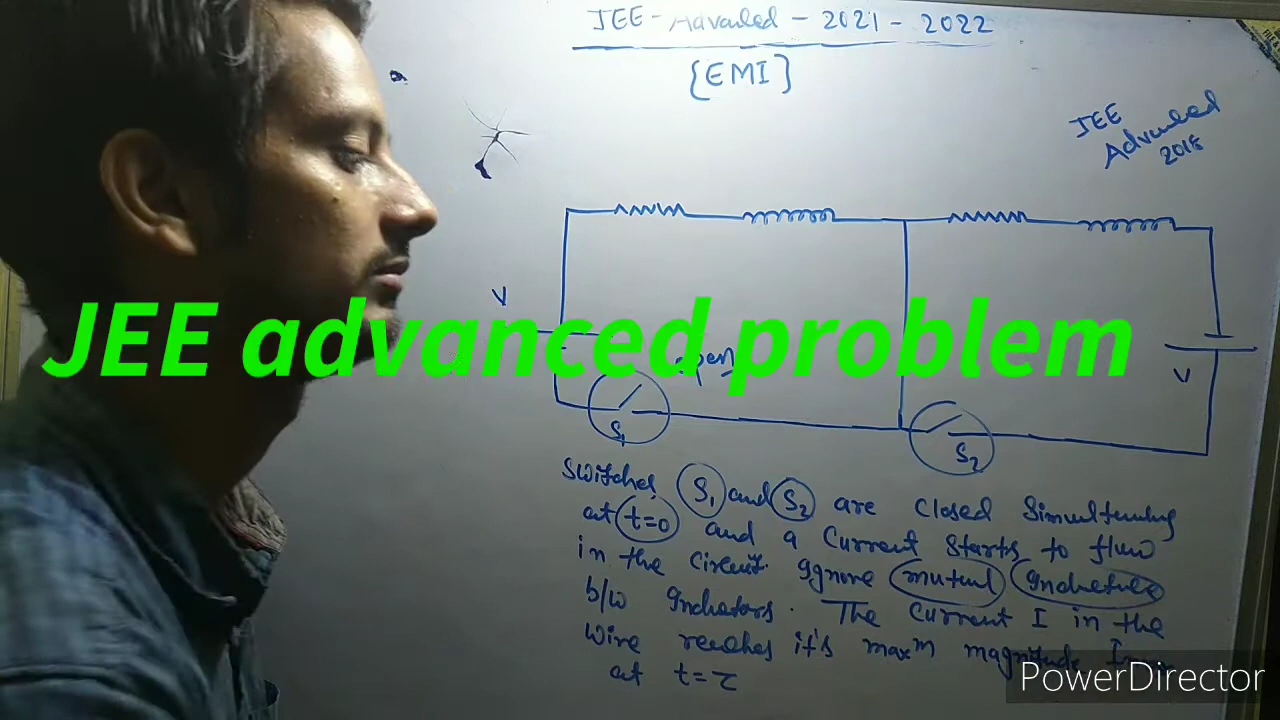 JEE-Advanced-2021-2022
[EMI]
JEE
Advanced
2018
V
JEE advanced problem
open
V
S1
S2
Switches S1 and S2 are closed
at t=0 and a current starts to flow
in the circuit. Ignore mutual
b/w Inductors. The current I in the
wire reaches it's maxm magnitude
at t=τ
PowerDirector